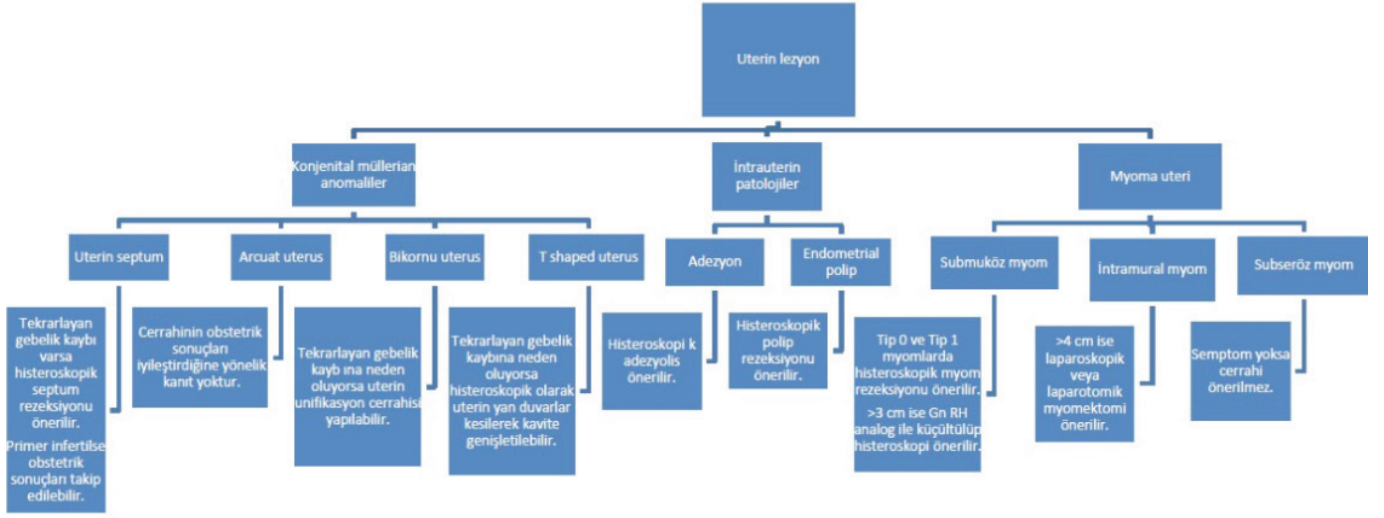 Uterin lezyon
Konjenital müllerian
anomaliler
İntrauterin
patolojiler
Myoma uteri
Uterin septum
Arcuat uterus
Bikornu uterus
T shaped uterus
Adezyon
Endometrial
polip
Submuköz myom
İntramural myom
Subseröz myom
Tekrarlayan
gebelik kaybı
varsa
histeroskopik
septum
rezeksiyonu
önerilir.
Primer infertilse
obstetrik
sonuçları takip
edilebilir.
Cerrahinin obstetrik
sonuçları
iyileştirdiğine yönelik
kanıt yoktur.
Tekrarlayan gebelik
kayb ına neden
oluyorsa uterin
unifikasyon cerrahisi
yapılabilir.
Tekrarlayan gebelik
kaybına neden
oluyorsa
histeroskopik olarak
uterin yan duvarlar
kesilerek kavite
genişletilebilir.
Histeroskopi k
adezyolis
önerilir.
Histeroskopik
polip
rezeksiyonu
önerilir.
Tip 0 ve Tip 1
myomlarda
histeroskopik myom
rezeksiyonu önerilir.
>3 cm ise Gn RH
analog ile küçültülüp
histeroskopi önerilir.
>4 cm ise
laparoskopik
veya
laparotomik
myomektomi
önerilir.
Semptom yoksa
cerrahi
önerilmez.